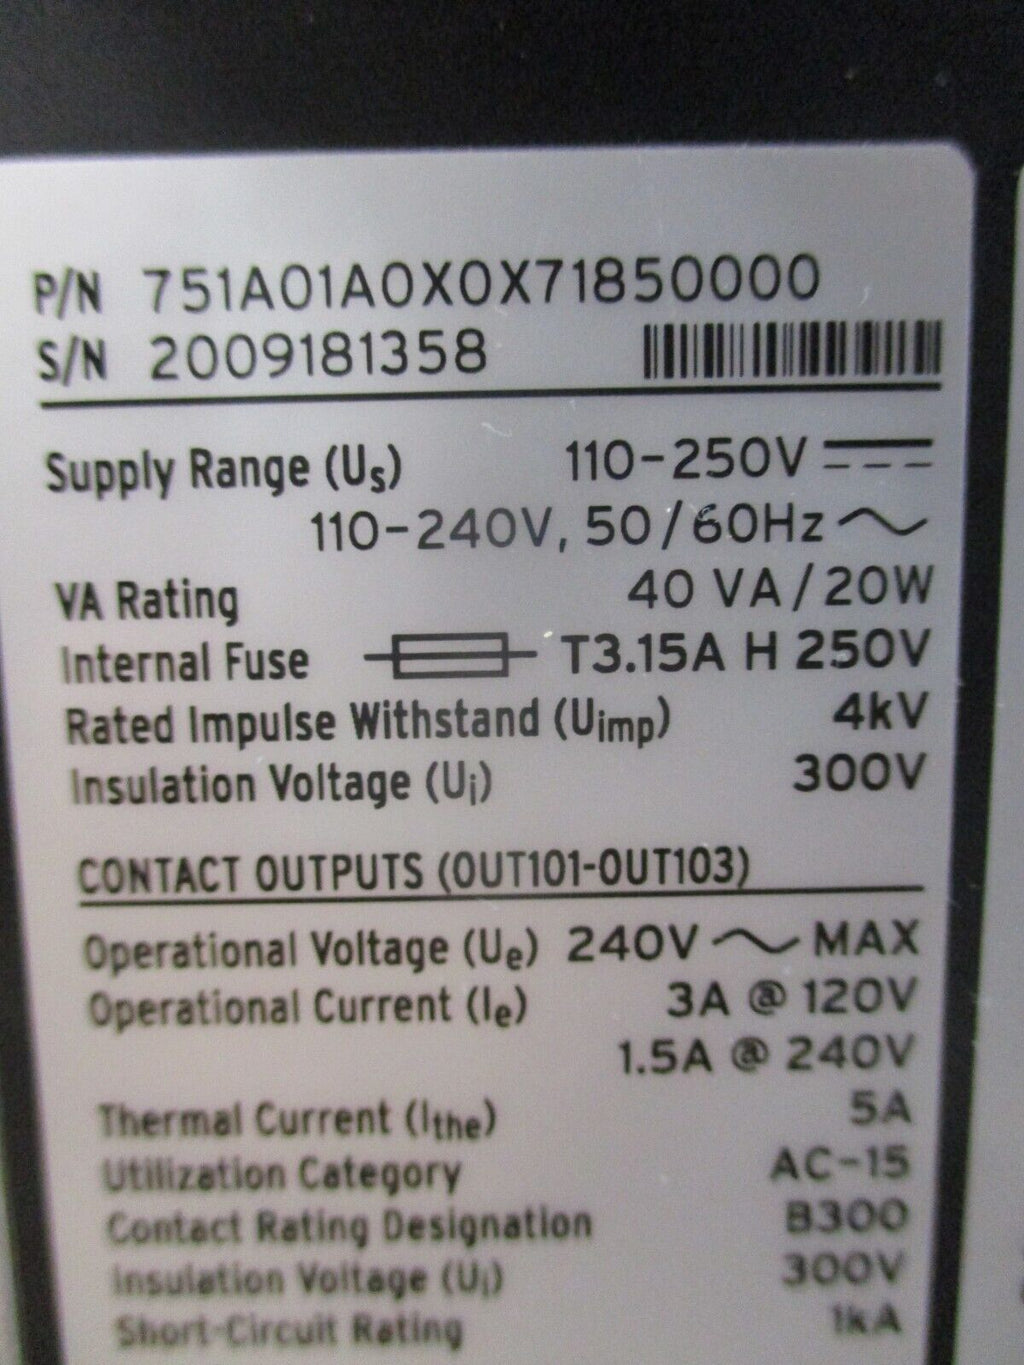 P/N 751A01A0X0X71850000
S/N 2009181358
Supply Range (Us) 110-250V ⎓
110-240V, 50/60Hz ~
VA Rating 40 VA/20W
Internal Fuse T3.15A H 250V
Rated Impulse Withstand (Uimp) 4kV
Insulation Voltage (Ui) 300V
CONTACT OUTPUTS (OUT101-OUT103)
Operational Voltage (Ue) 240V ~ MAX
Operational Current (Ie) 3A @ 120V
1.5A @ 240V
Thermal Current (Ithe) 5A
Utilization Category AC-15
Contact Rating Designation B300
Insulation Voltage (Ui) 300V
Short-Circuit Rating 1kA